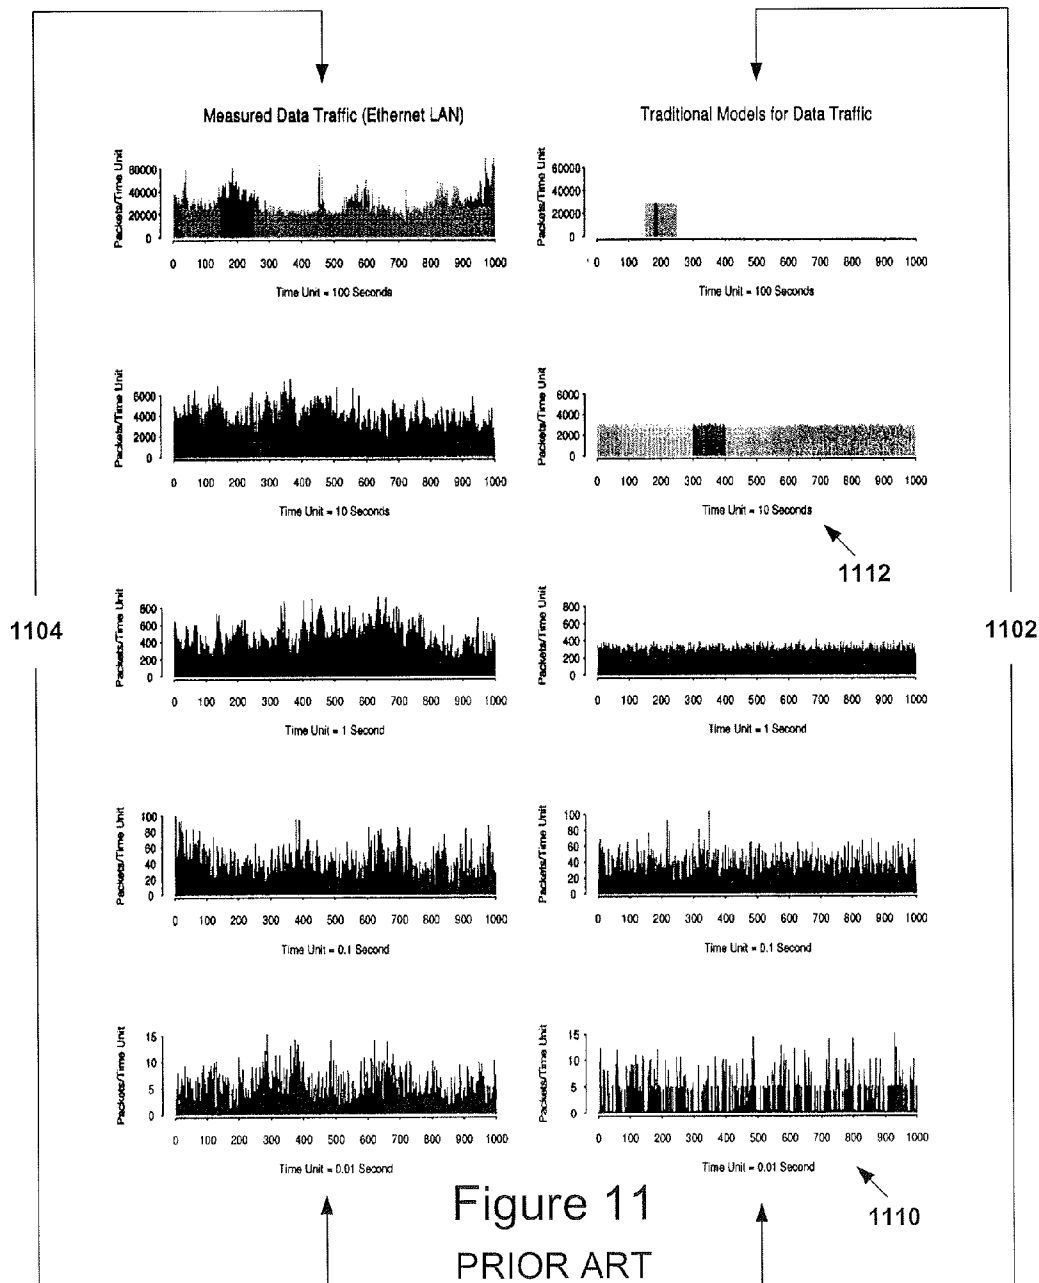 Measured Data Traffic (Ethernet LAN)
Packets/Time Unit
80000
60000
40000
20000
0
0 100 200 300 400 500 600 700 800 900 1000
Time Unit = 100 Seconds
Traditional Models for Data Traffic
Packets/Time Unit
60000
40000
20000
0
0 100 200 300 400 500 600 700 800 900 1000
Time Unit = 100 Seconds
Packets/Time Unit
6000
4000
2000
0
0 100 200 300 400 500 600 700 800 900 1000
Time Unit = 10 Seconds
Packets/Time Unit
6000
4000
2000
0
0 100 200 300 400 500 600 700 800 900 1000
Time Unit = 10 Seconds
1112
1104
Packets/Time Unit
800
600
400
200
0
0 100 200 300 400 500 600 700 800 900 1000
Time Unit = 1 Second
Packets/Time Unit
800
600
400
200
0
0 100 200 300 400 500 600 700 800 900 1000
Time Unit = 1 Second
1102
Packets/Time Unit
100
80
60
40
20
0
0 100 200 300 400 500 600 700 800 900 1000
Time Unit = 0.1 Second
Packets/Time Unit
100
80
60
40
20
0
0 100 200 300 400 500 600 700 800 900 1000
Time Unit = 0.1 Second
Packets/Time Unit
15
10
5
0
0 100 200 300 400 500 600 700 800 900 1000
Time Unit = 0.01 Second
Packets/Time Unit
15
10
5
0
0 100 200 300 400 500 600 700 800 900 1000
Time Unit = 0.01 Second
1110
Figure 11
PRIOR ART